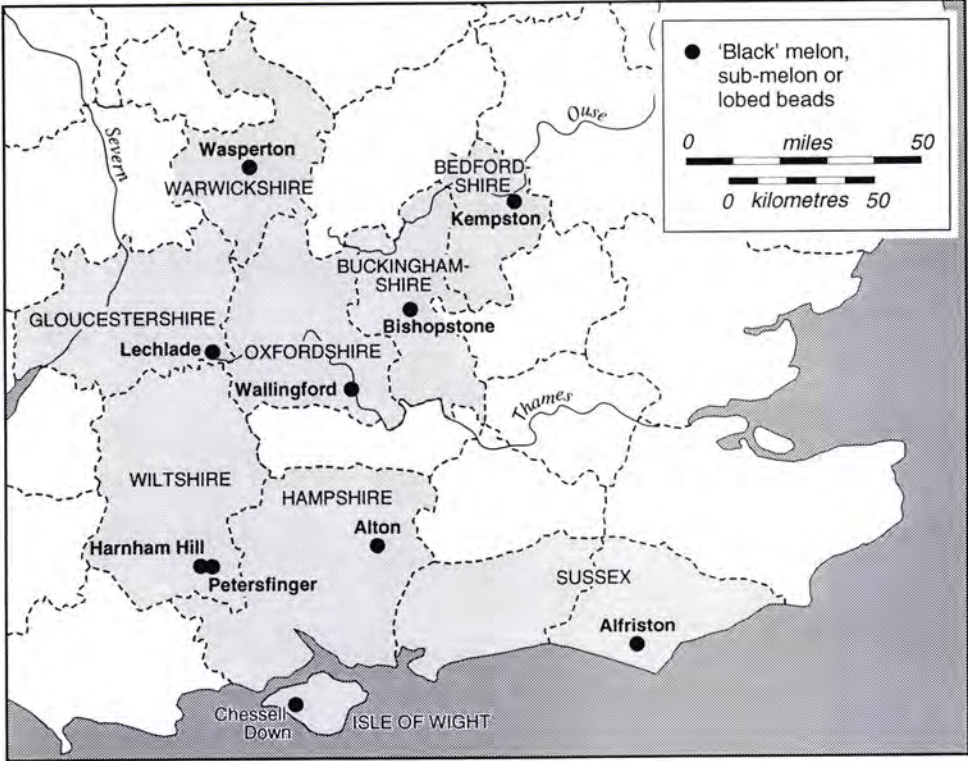 'Black' melon,
sub-melon or
lobed beads
0 miles 50
0 kilometres 50
Severn
Ouse
Wasperton
WARWICKSHIRE
BEDFORD-
SHIRE
Kempston
BUCKINGHAM-
SHIRE
Bishopstone
GLOUCESTERSHIRE
Lechlade
OXFORDSHIRE
Wallingford
Thames
WILTSHIRE
HAMPSHIRE
Alton
Harnham Hill
Petersfinger
SUSSEX
Alfriston
Chessell
Down
ISLE OF WIGHT